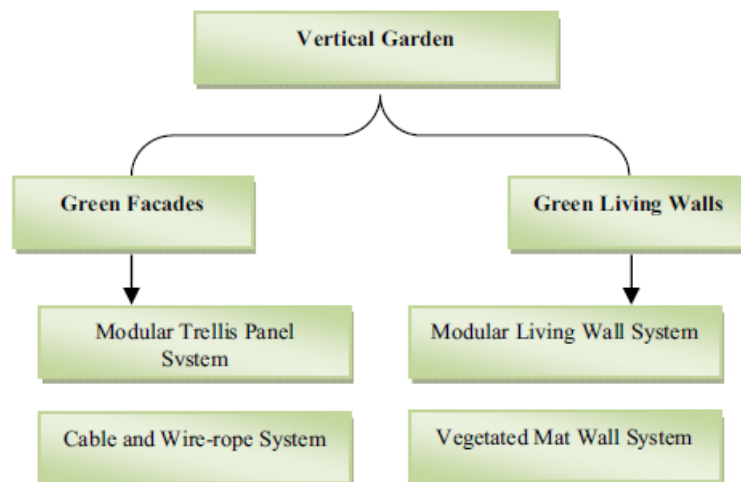 Vertical Garden
Green Facades
Green Living Walls
Modular Trellis Panel
System
Modular Living Wall System
Cable and Wire-rope System
Vegetated Mat Wall System